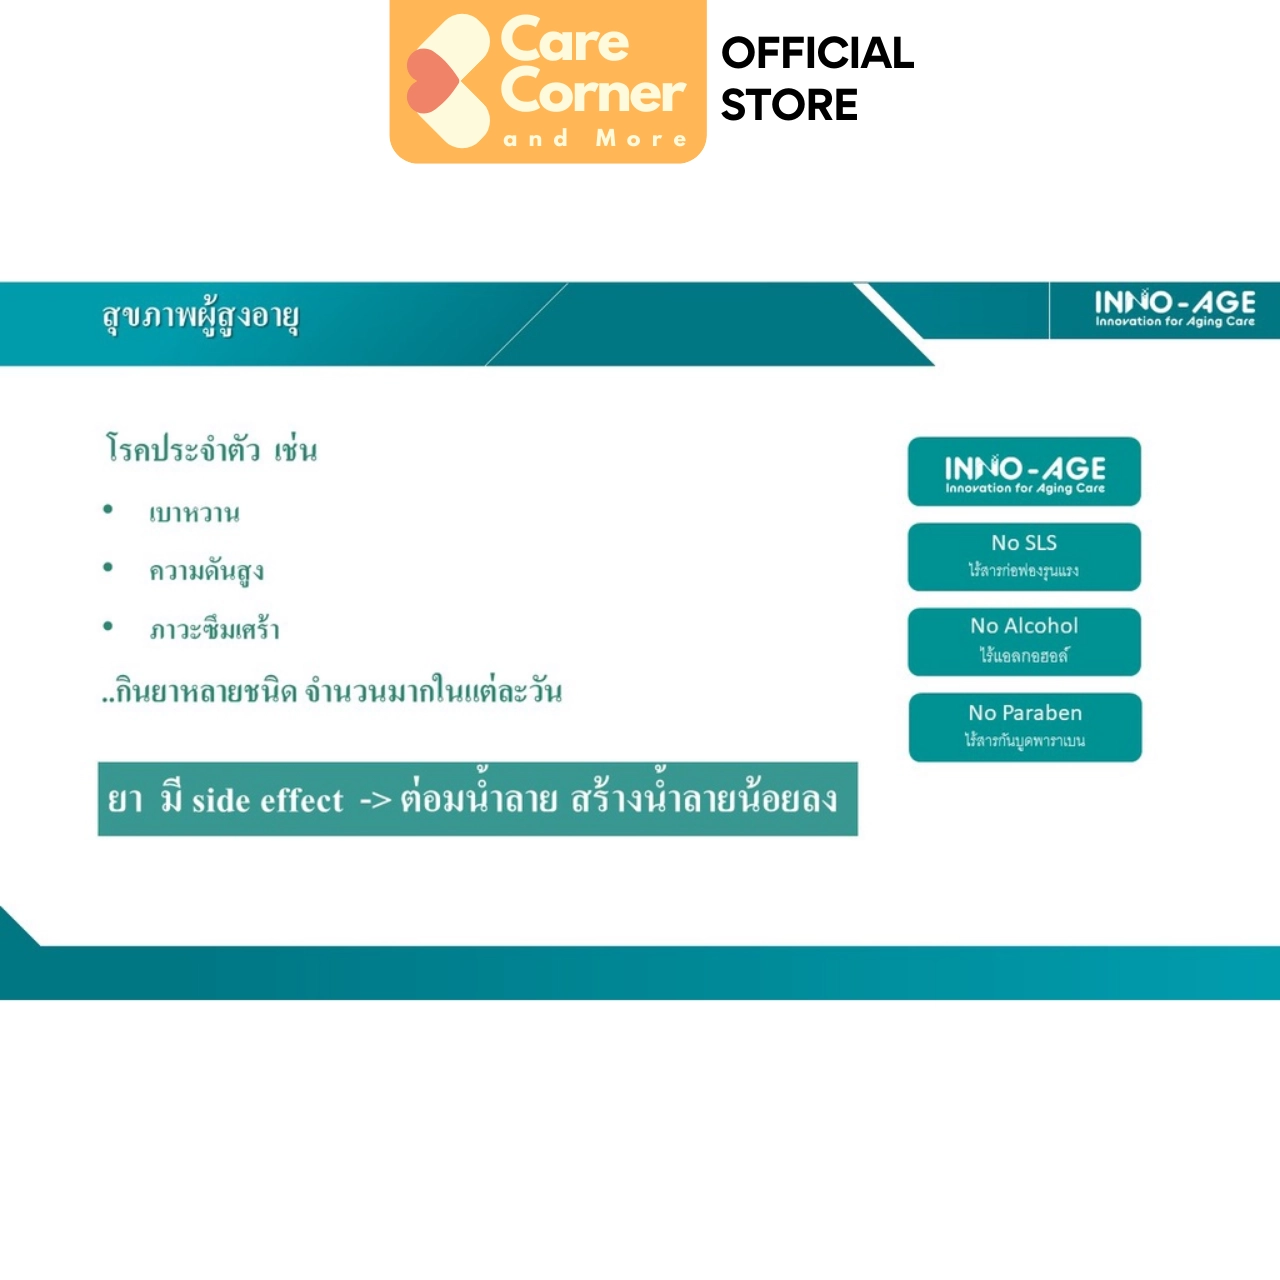 Care
Corner
and More
OFFICIAL
STORE
สุขภาพผู้สูงอายุ
INNO-AGE
Innovation for Aging Care
โรคประจำตัว เช่น
• เบาหวาน
• ความดันสูง
• ภาวะซึมเศร้า
..กินยาหลายชนิด จำนวนมากในแต่ละวัน
ยา มี side effect -> ต่อมน้ำลาย สร้างน้ำลายน้อยลง
INNO-AGE
Innovation for Aging Care
No SLS
ไร้สารก่อฟองรุนแรง
No Alcohol
ไร้แอลกอฮอล์
No Paraben
ไร้สารกันบูดพาราเบน